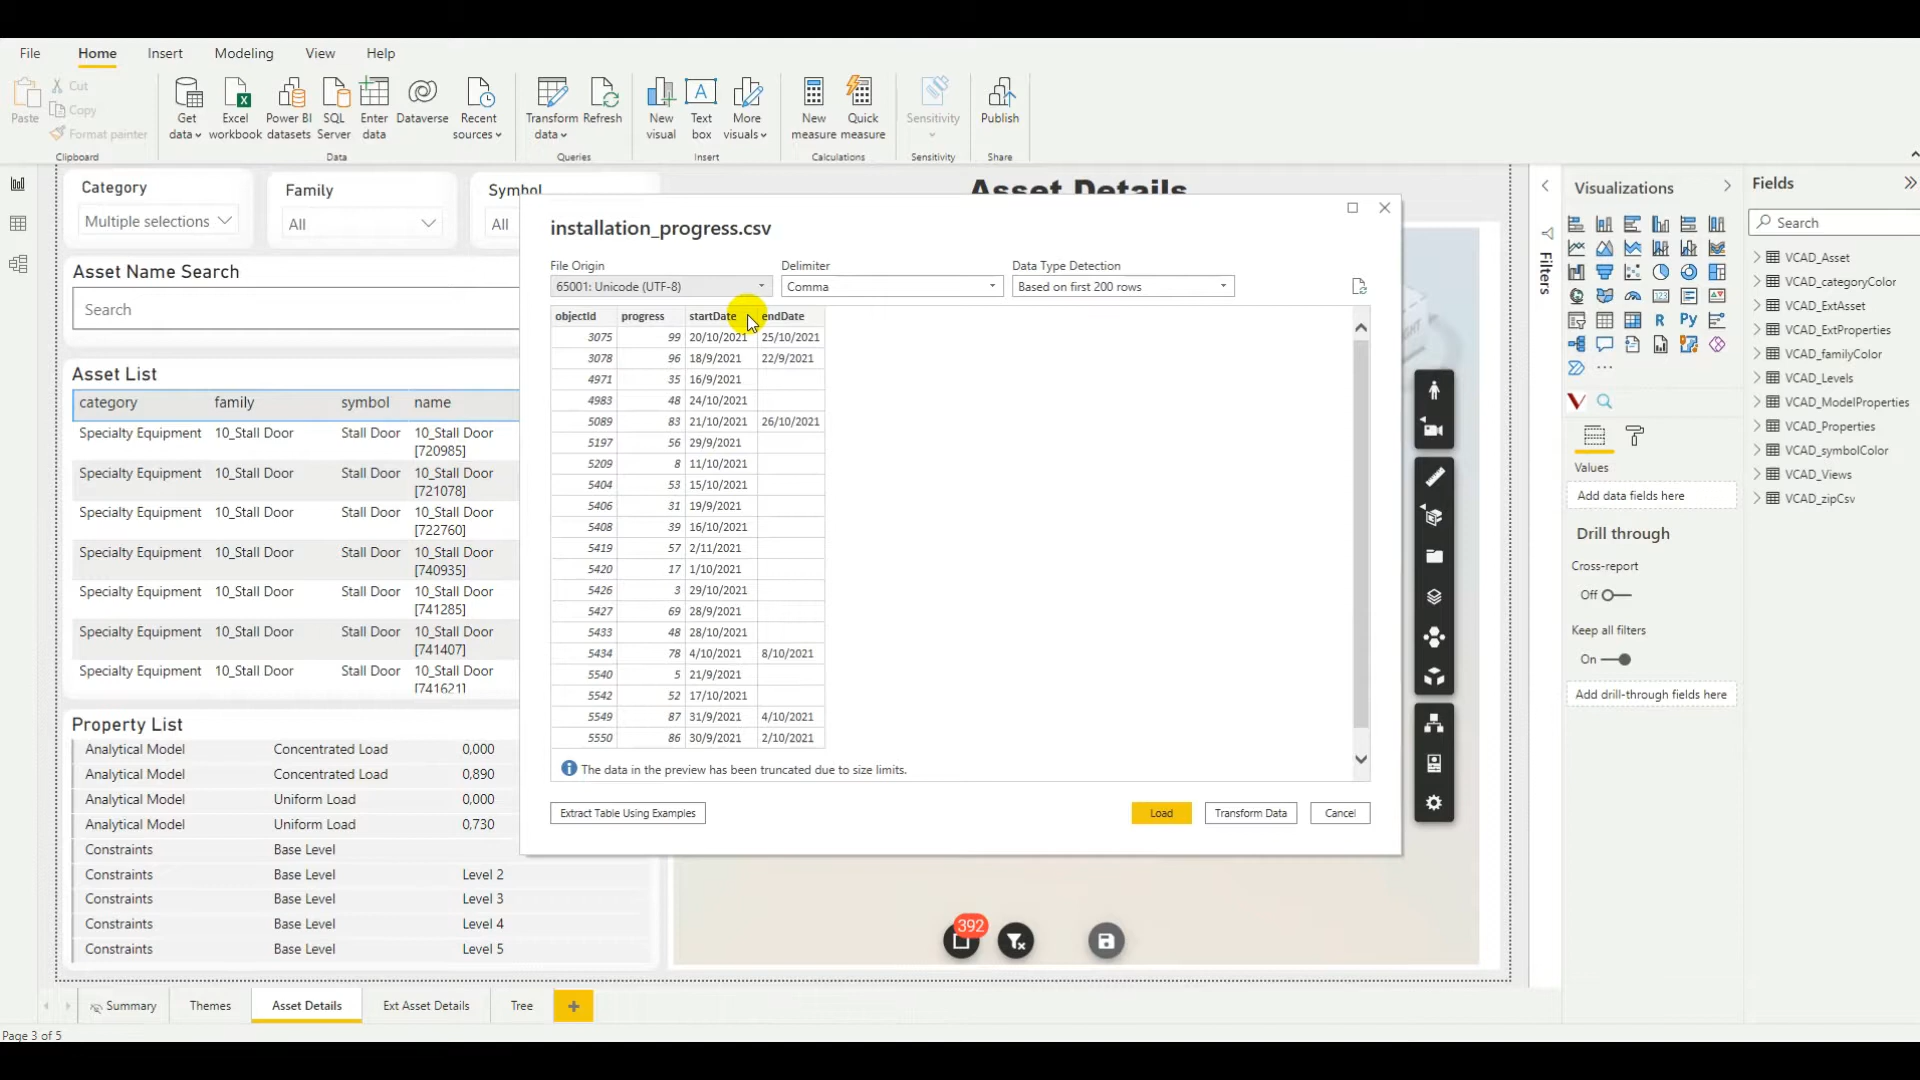 File Home Insert Modeling View Help
Paste Cut Copy Format painter
Get data Excel workbook Power BI datasets SQL Server Enter data Dataverse Recent sources Transform data Refresh New visual Text box More visuals New measure Quick measure Sensitivity Publish
Clipboard Data Queries Insert Calculations Sensitivity Share
Category
Multiple selections
Family
All
Symbol
All
Asset Details
Asset Name Search
Search
Asset List
category family symbol name
Specialty Equipment 10_Stall Door Stall Door 10_Stall Door
[720985]
Specialty Equipment 10_Stall Door Stall Door 10_Stall Door
[721078]
Specialty Equipment 10_Stall Door Stall Door 10_Stall Door
[722760]
Specialty Equipment 10_Stall Door Stall Door 10_Stall Door
[740935]
Specialty Equipment 10_Stall Door Stall Door 10_Stall Door
[741285]
Specialty Equipment 10_Stall Door Stall Door 10_Stall Door
[741407]
Specialty Equipment 10_Stall Door Stall Door 10_Stall Door
[741621]
Property List
Analytical Model Concentrated Load 0,000
Analytical Model Concentrated Load 0,890
Analytical Model Uniform Load 0,000
Analytical Model Uniform Load 0,730
Constraints Base Level
Constraints Base Level Level 2
Constraints Base Level Level 3
Constraints Base Level Level 4
Constraints Base Level Level 5
installation_progress.csv
File Origin Delimiter Data Type Detection
65001: Unicode (UTF-8) Comma Based on first 200 rows
objectId progress startDate endDate
3075 99 20/10/2021 25/10/2021
3078 96 18/9/2021 22/9/2021
4971 35 16/9/2021
4983 48 24/10/2021
5089 83 21/10/2021 26/10/2021
5197 56 29/9/2021
5209 8 11/10/2021
5404 53 15/10/2021
5406 31 19/9/2021
5408 39 16/10/2021
5419 57 2/11/2021
5420 17 1/10/2021
5426 3 29/10/2021
5427 69 28/9/2021
5433 48 28/10/2021
5434 78 4/10/2021 8/10/2021
5540 5 21/9/2021
5542 52 17/10/2021
5549 87 31/9/2021 4/10/2021
5550 86 30/9/2021 2/10/2021
The data in the preview has been truncated due to size limits.
Extract Table Using Examples Load Transform Data Cancel
392
Filters
Visualizations
R Py
Values
Add data fields here
Drill through
Cross-report
Off
Keep all filters
On
Add drill-through fields here
Fields
Search
VCAD_Asset
VCAD_categoryColor
VCAD_ExtAsset
VCAD_ExtProperties
VCAD_familyColor
VCAD_Levels
VCAD_ModelProperties
VCAD_Properties
VCAD_symbolColor
VCAD_Views
VCAD_zipCsv
Summary Themes Asset Details Ext Asset Details Tree
Page 3 of 5